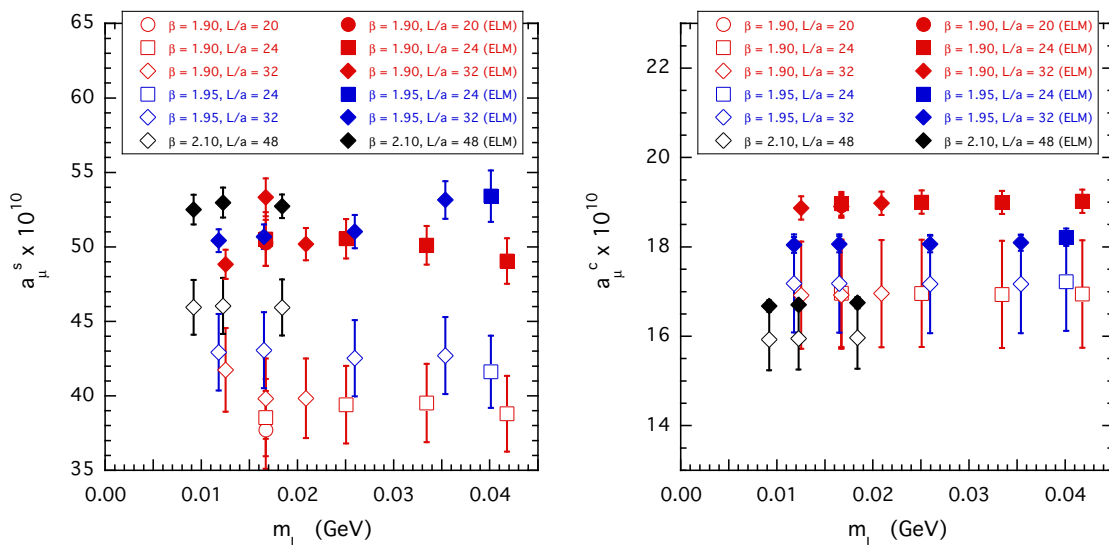 65
60
55
50
45
40
35
a_μ^s x 10^10
β = 1.90, L/a = 20
β = 1.90, L/a = 24
β = 1.90, L/a = 32
β = 1.95, L/a = 24
β = 1.95, L/a = 32
β = 2.10, L/a = 48
β = 1.90, L/a = 20 (ELM)
β = 1.90, L/a = 24 (ELM)
β = 1.90, L/a = 32 (ELM)
β = 1.95, L/a = 24 (ELM)
β = 1.95, L/a = 32 (ELM)
β = 2.10, L/a = 48 (ELM)
0.00 0.01 0.02 0.03 0.04
m_l (GeV)
22
20
18
16
14
a_μ^c x 10^10
β = 1.90, L/a = 20
β = 1.90, L/a = 24
β = 1.90, L/a = 32
β = 1.95, L/a = 24
β = 1.95, L/a = 32
β = 2.10, L/a = 48
β = 1.90, L/a = 20 (ELM)
β = 1.90, L/a = 24 (ELM)
β = 1.90, L/a = 32 (ELM)
β = 1.95, L/a = 24 (ELM)
β = 1.95, L/a = 32 (ELM)
β = 2.10, L/a = 48 (ELM)
0.00 0.01 0.02 0.03 0.04
m_l (GeV)